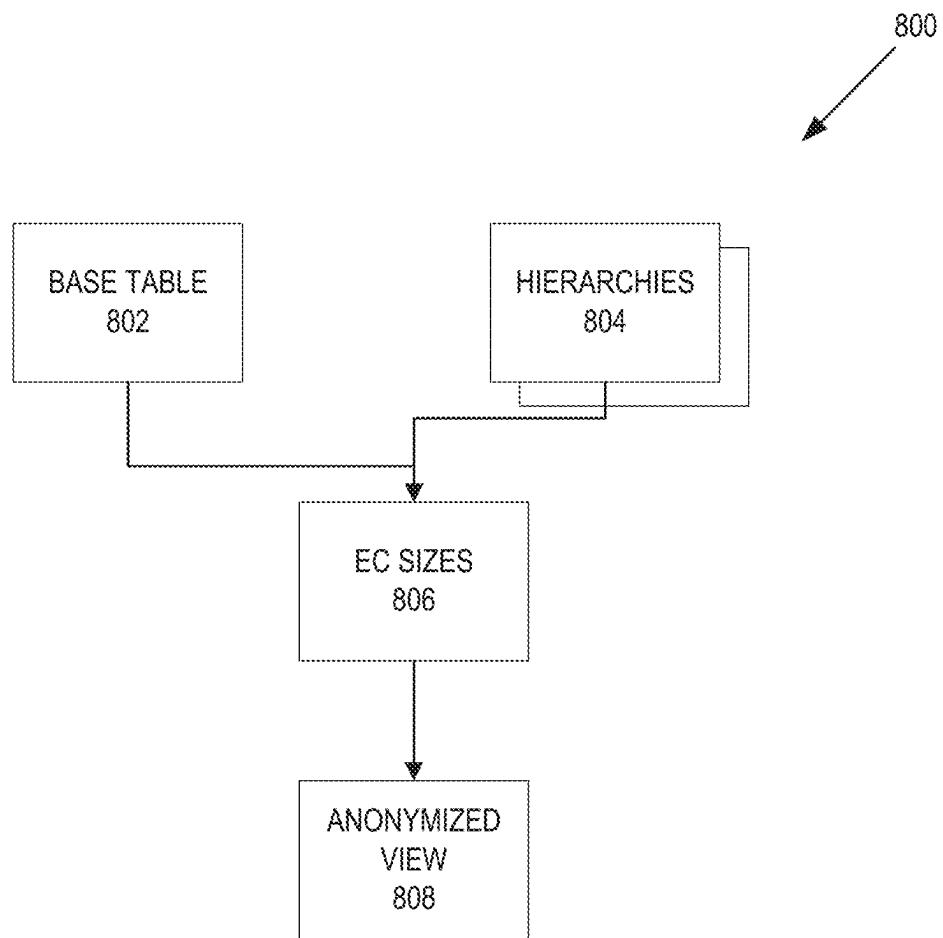 800
BASE TABLE
802
HIERARCHIES
804
EC SIZES
806
ANONYMIZED
VIEW
808